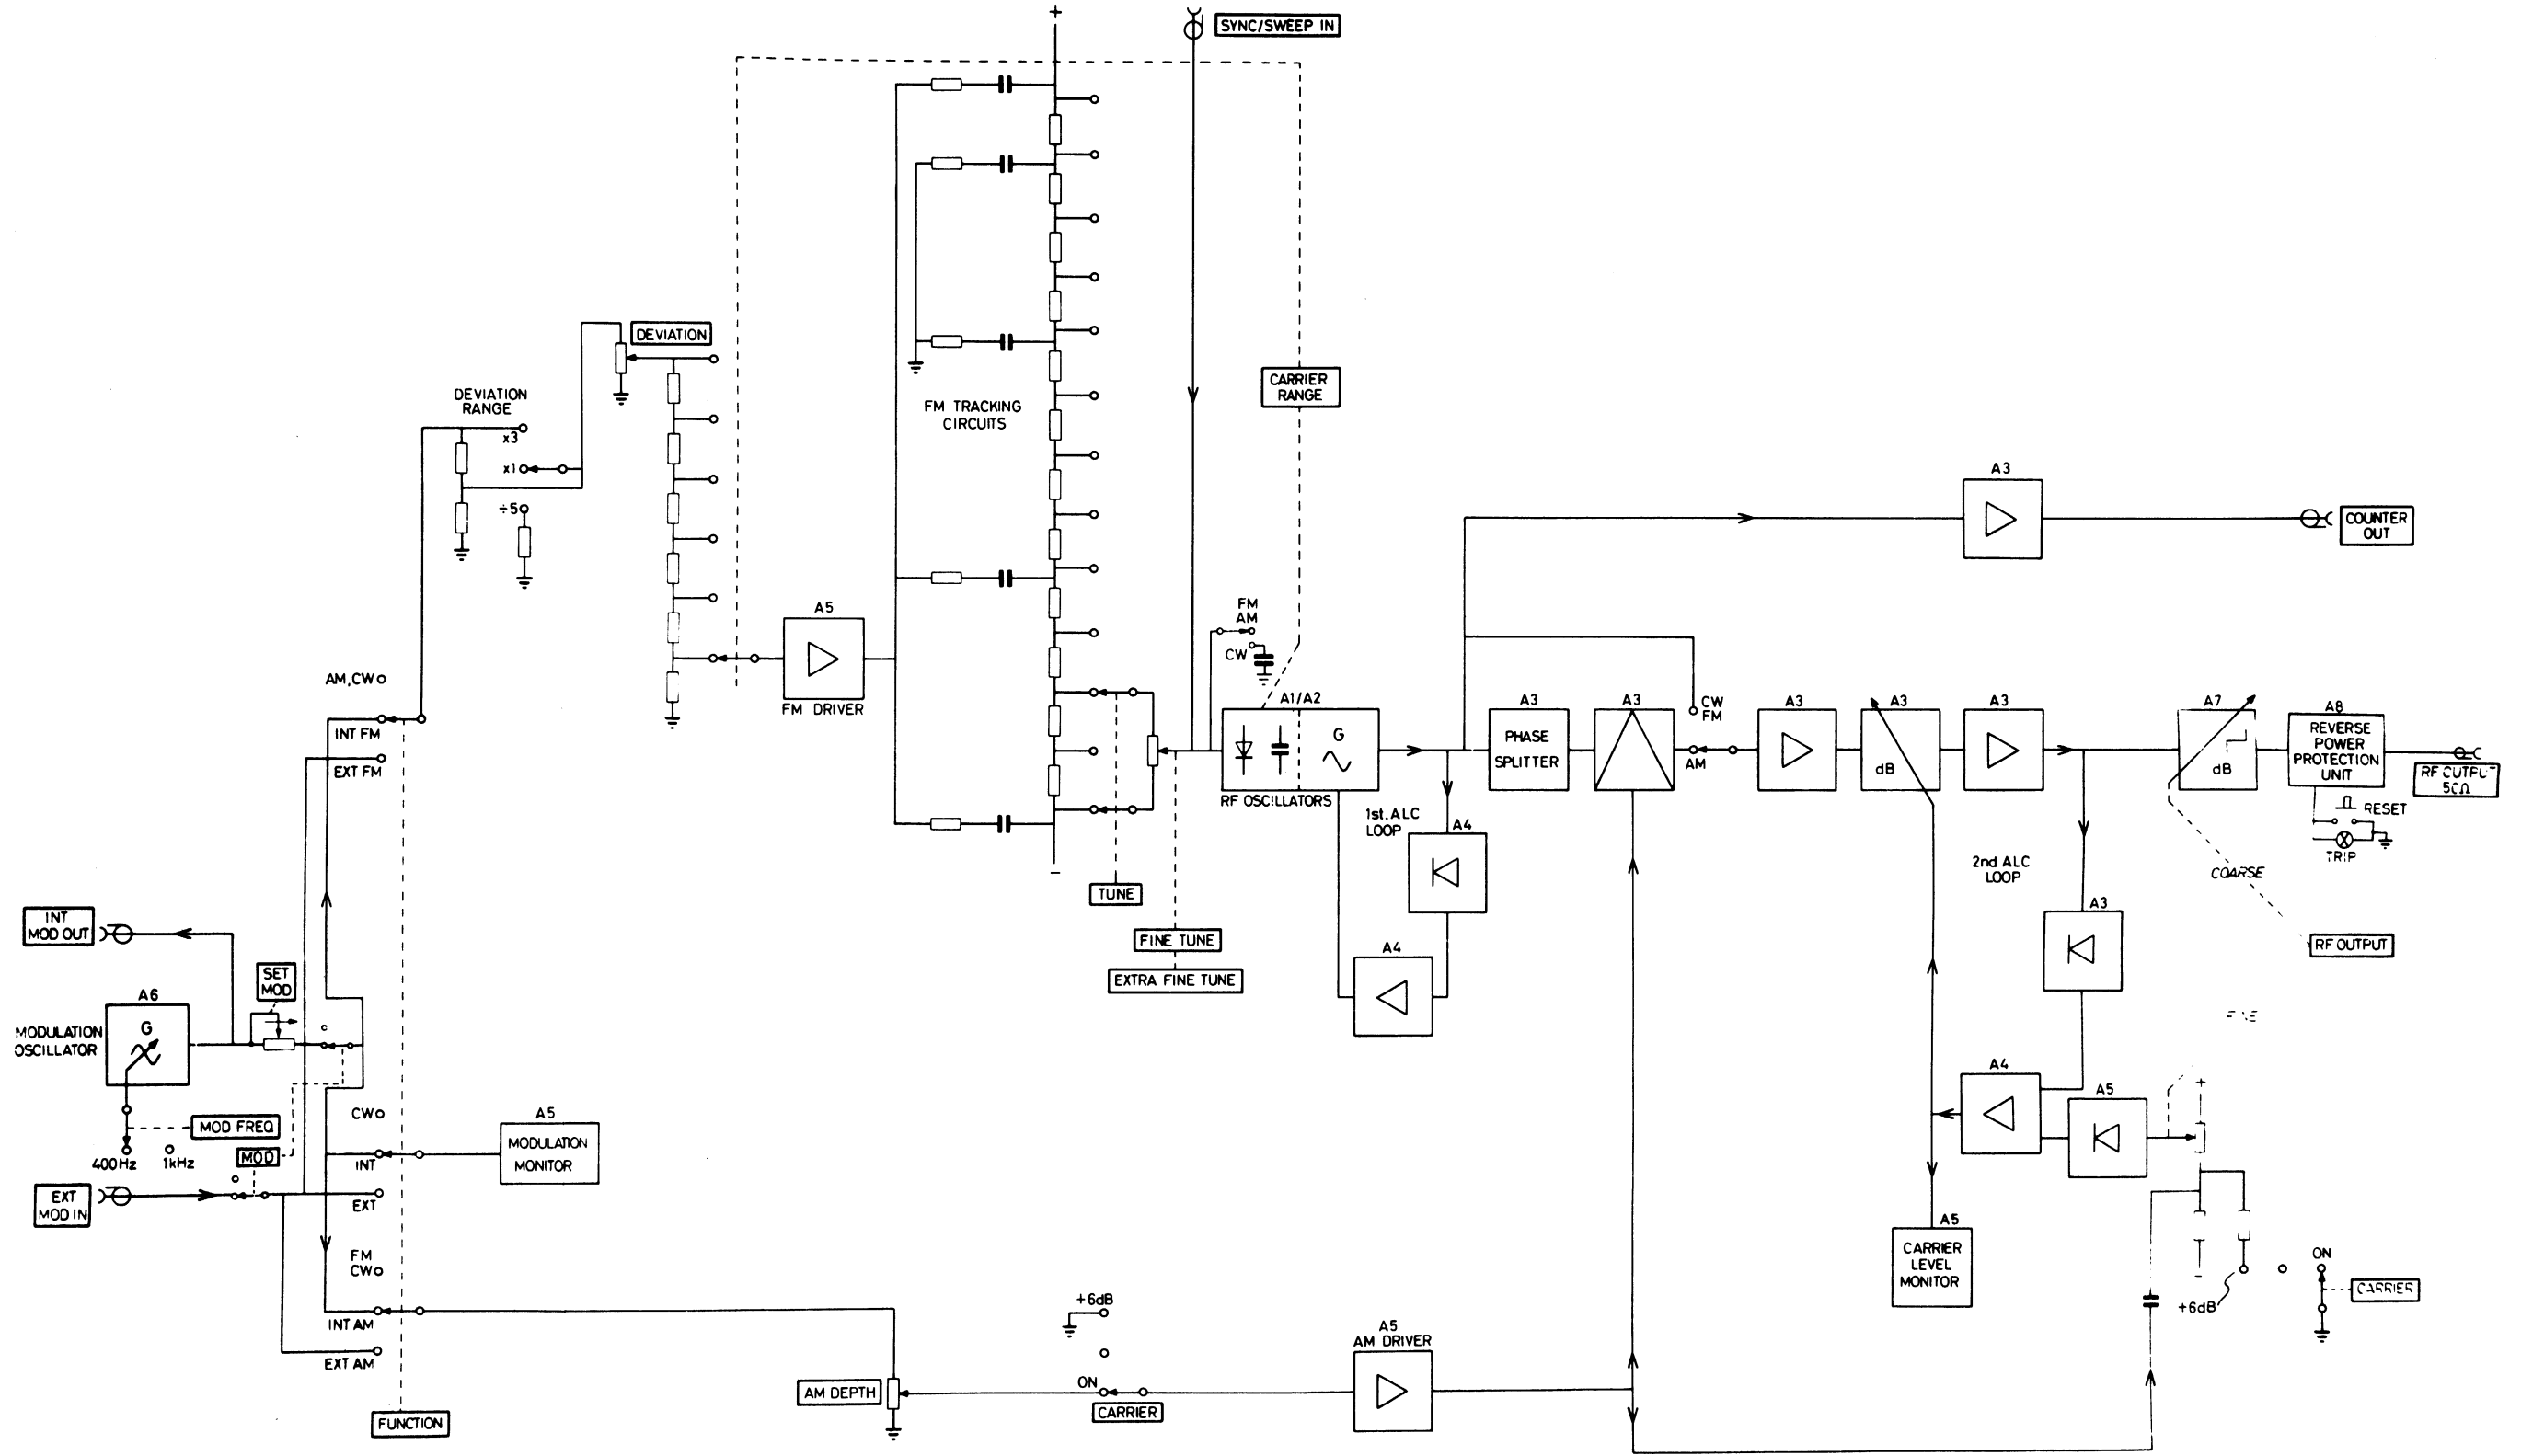 +
SYNC/SWEEP IN
DEVIATION
CARRIER
RANGE
DEVIATION
RANGE
x3
x1
÷5
FM TRACKING
CIRCUITS
A3
COUNTER
OUT
A5
FM DRIVER
FM
AM
CW
AM,CW
INT FM
EXT FM
A1/A2
G
RF OSCILLATORS
A3
PHASE
SPLITTER
A3
CW
FM
AM
A3
A3
dB
A3
A7
dB
A8
REVERSE
POWER
PROTECTION
UNIT
RF OUTPUT
50Ω
RESET
TRIP
1st. ALC
LOOP
A4
2nd ALC
LOOP
COARSE
−
TUNE
INT
MOD OUT
FINE TUNE
EXTRA FINE TUNE
A4
A3
RF OUTPUT
SET
MOD
A6
G
MODULATION
OSCILLATOR
FINE
A4
A5
+
CW
MOD FREQ
400Hz
1kHz
MOD
INT
A5
MODULATION
MONITOR
EXT
MOD IN
EXT
A5
CARRIER
LEVEL
MONITOR
FM
CW
ON
CARRIER
−
+6dB
+6dB
INT AM
EXT AM
A5
AM DRIVER
AM DEPTH
ON
CARRIER
FUNCTION